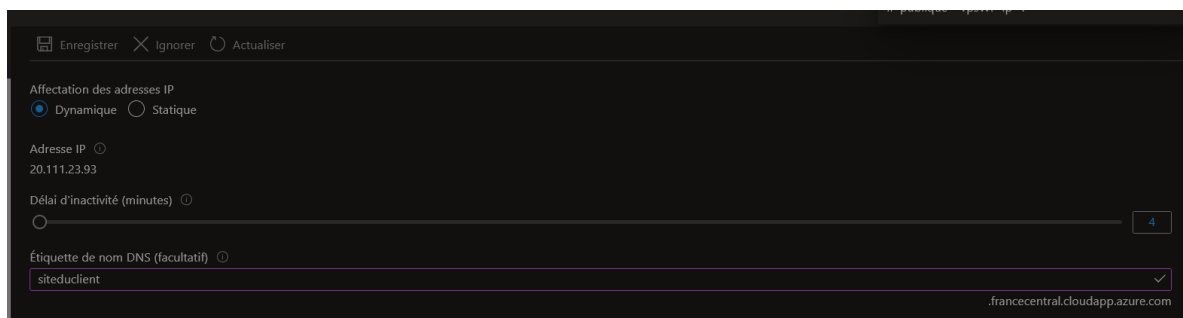 Enregistrer Ignorer Actualiser
Affectation des adresses IP
Dynamique Statique
Adresse IP
20.111.23.93
Délai d'inactivité (minutes)
4
Étiquette de nom DNS (facultatif)
siteduclient
.francecentral.cloudapp.azure.com